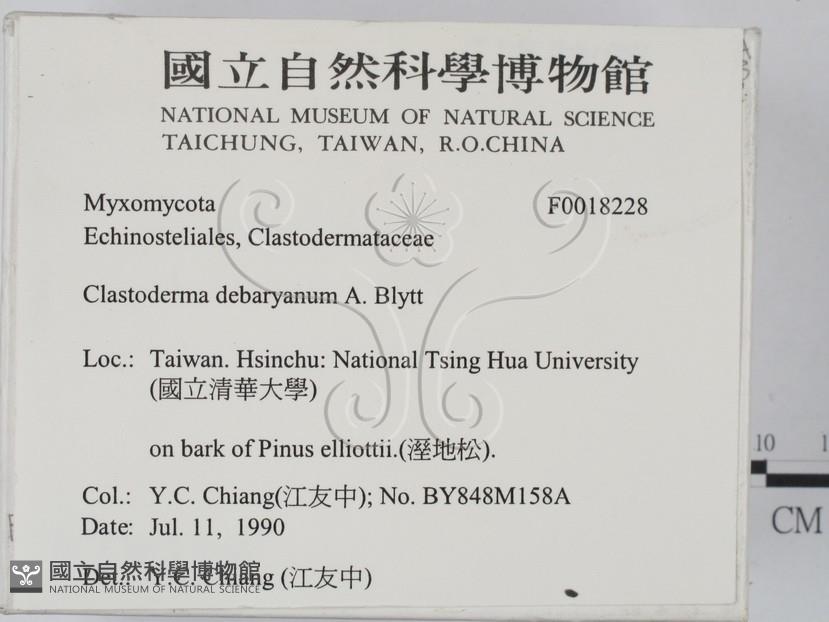 國立自然科學博物館
NATIONAL MUSEUM OF NATURAL SCIENCE
TAICHUNG, TAIWAN, R.O.CHINA
Myxomycota F0018228
Echinosteliales, Clastodermataceae
Clastoderma debaryanum A. Blytt
Loc.: Taiwan. Hsinchu: National Tsing Hua University
(國立清華大學)
on bark of Pinus elliottii.(溼地松).
Col.: Y.C. Chiang(江友中); No. BY848M158A
Date: Jul. 11, 1990
Det.: Y.C. Chiang (江友中)
國立自然科學博物館
NATIONAL MUSEUM OF NATURAL SCIENCE
10
CM